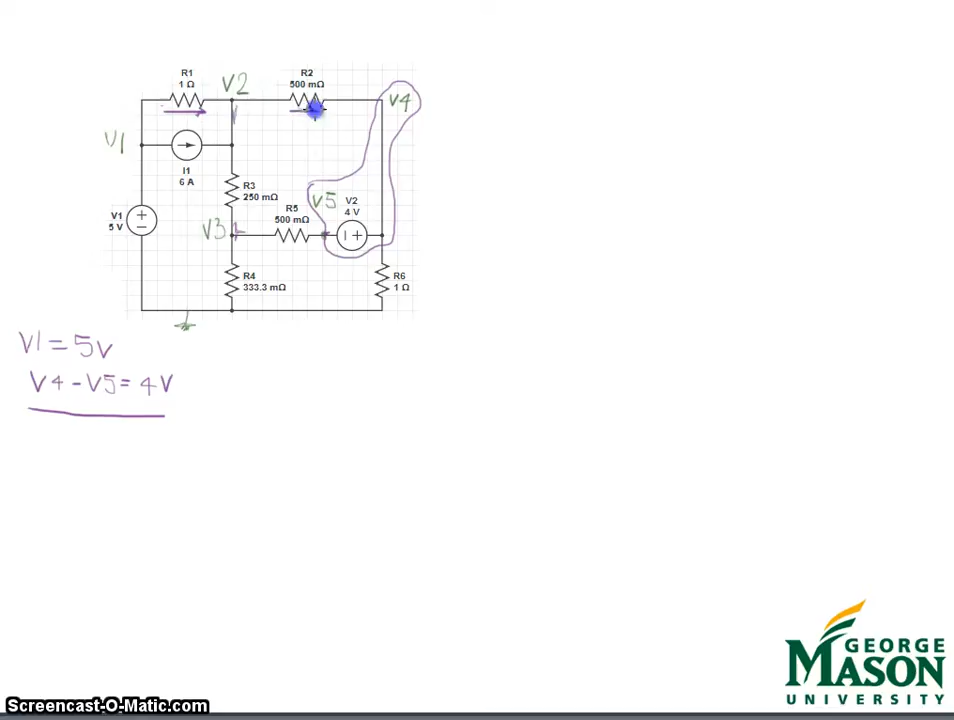 R1
1 Ω
V2
R2
500 mΩ
V4
V1
I1
6 A
R3
250 mΩ
V5
V2
4 V
R5
500 mΩ
V1
5 V
V3
R4
333.3 mΩ
R6
1 Ω
V1 = 5V
V4 - V5 = 4V
GEORGE
MASON
UNIVERSITY
Screencast-O-Matic.com